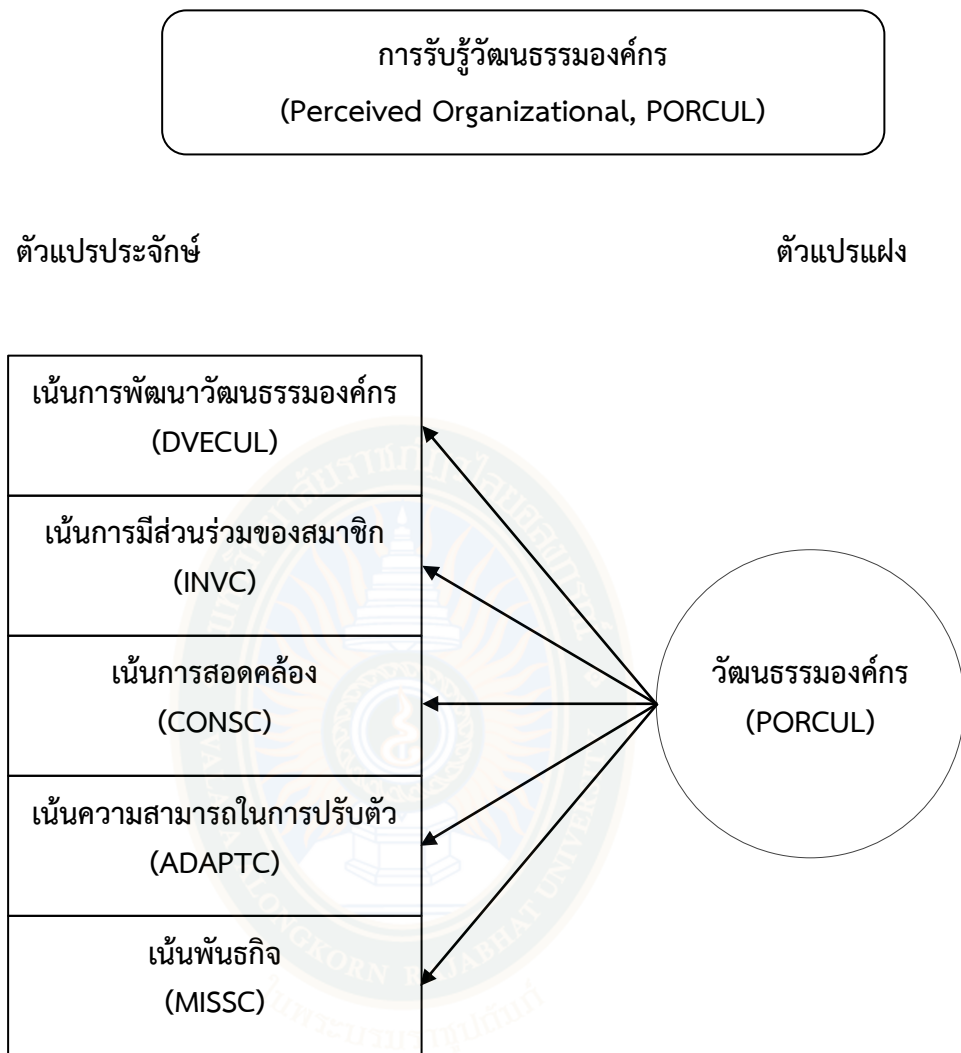 การรับรู้วัฒนธรรมองค์กร
(Perceived Organizational, PORCUL)
ตัวแปรประจักษ์
ตัวแปรแฝง
เน้นการพัฒนาวัฒนธรรมองค์กร
(DVECUL)
เน้นการมีส่วนร่วมของสมาชิก
(INVC)
เน้นการสอดคล้อง
(CONSC)
เน้นความสามารถในการปรับตัว
(ADAPTC)
เน้นพันธกิจ
(MISSC)
วัฒนธรรมองค์กร
(PORCUL)